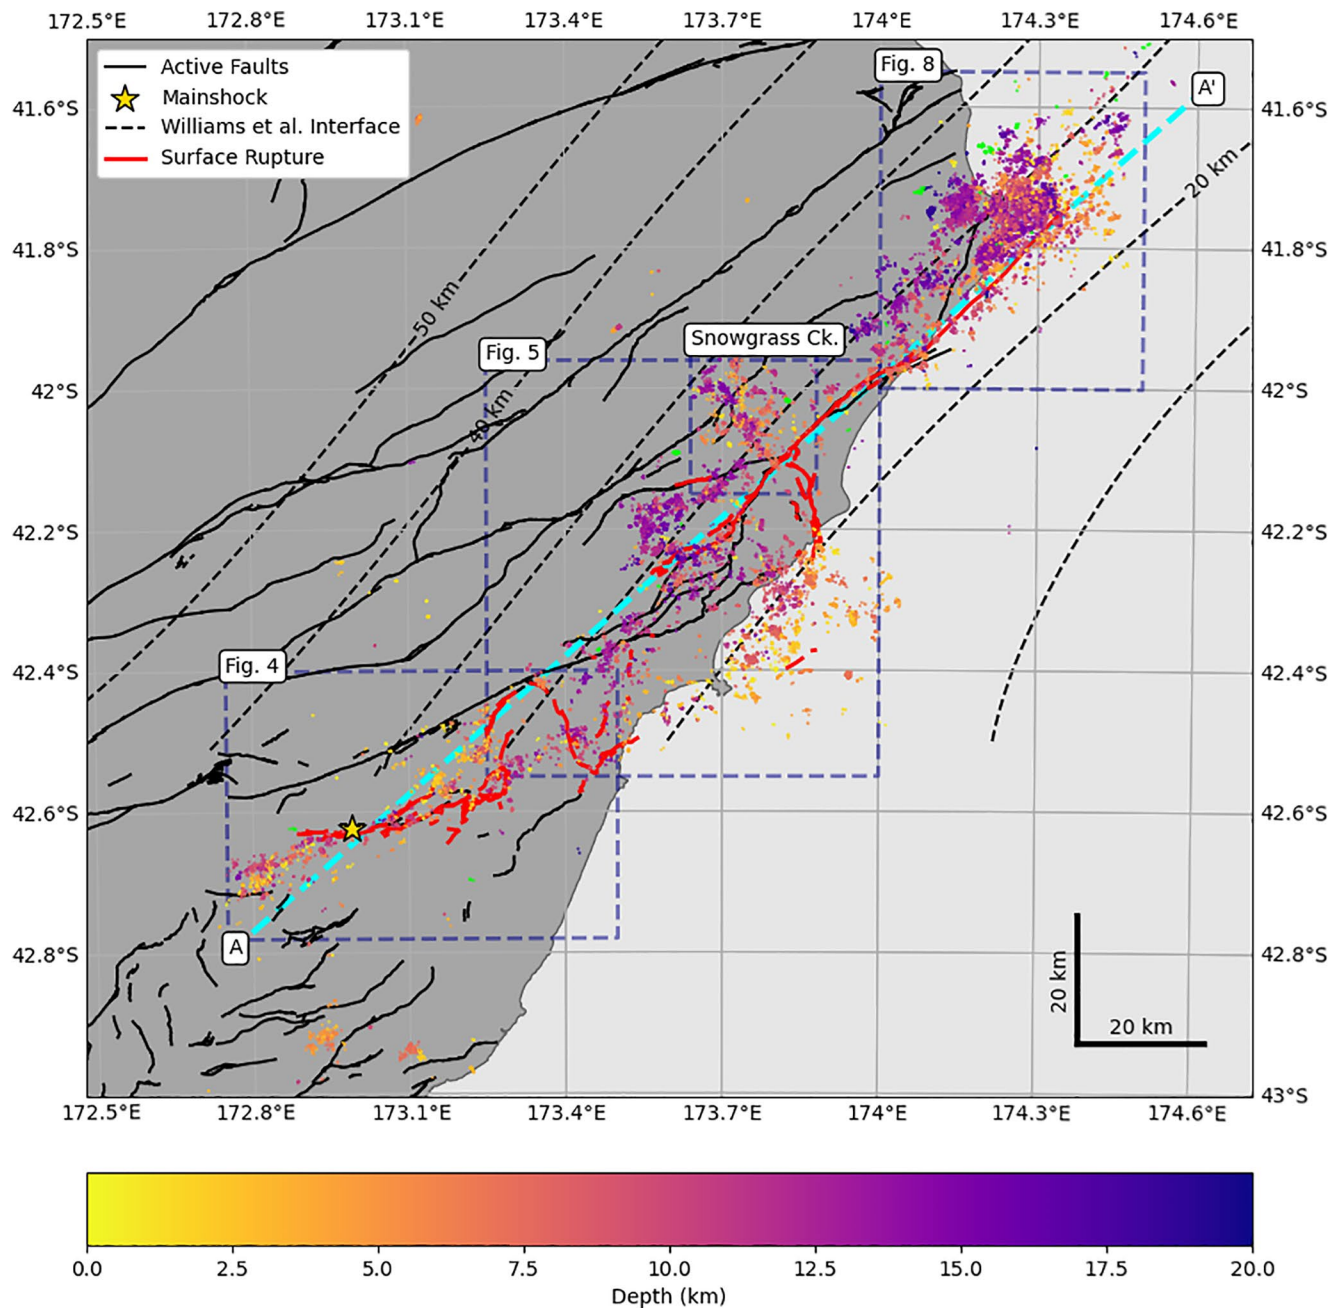 172.5°E 172.8°E 173.1°E 173.4°E 173.7°E 174°E 174.3°E 174.6°E
Active Faults
Mainshock
Williams et al. Interface
Surface Rupture
Fig. 8
A'
41.6°S 41.6°S
20 km
41.8°S 41.8°S
50 km
Snowgrass Ck.
Fig. 5
42°S 42°S
40 km
42.2°S 42.2°S
Fig. 4
42.4°S 42.4°S
42.6°S 42.6°S
A
42.8°S 42.8°S
20 km
20 km
43°S
172.5°E 172.8°E 173.1°E 173.4°E 173.7°E 174°E 174.3°E 174.6°E
0.0 2.5 5.0 7.5 10.0 12.5 15.0 17.5 20.0
Depth (km)